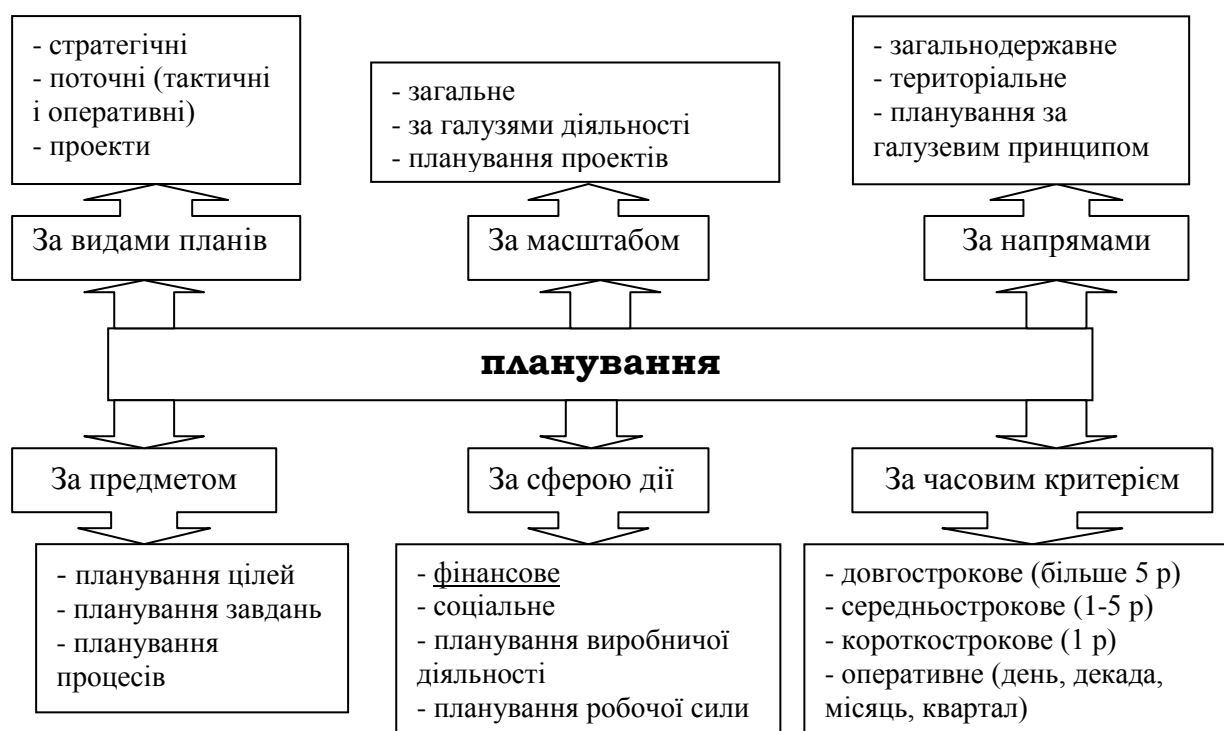 - стратегічні
- поточні (тактичні
і оперативні)
- проекти
- загальне
- за галузями діяльності
- планування проектів
- загальнодержавне
- територіальне
- планування за
галузевим принципом
За видами планів
За масштабом
За напрямами
планування
За предметом
За сферою дії
За часовим критерієм
- планування цілей
- планування завдань
- планування
процесів
- фінансове
- соціальне
- планування виробничої
діяльності
- планування робочої сили
- довгострокове (більше 5 р)
- середньострокове (1-5 р)
- короткострокове (1 р)
- оперативне (день, декада,
місяць, квартал)